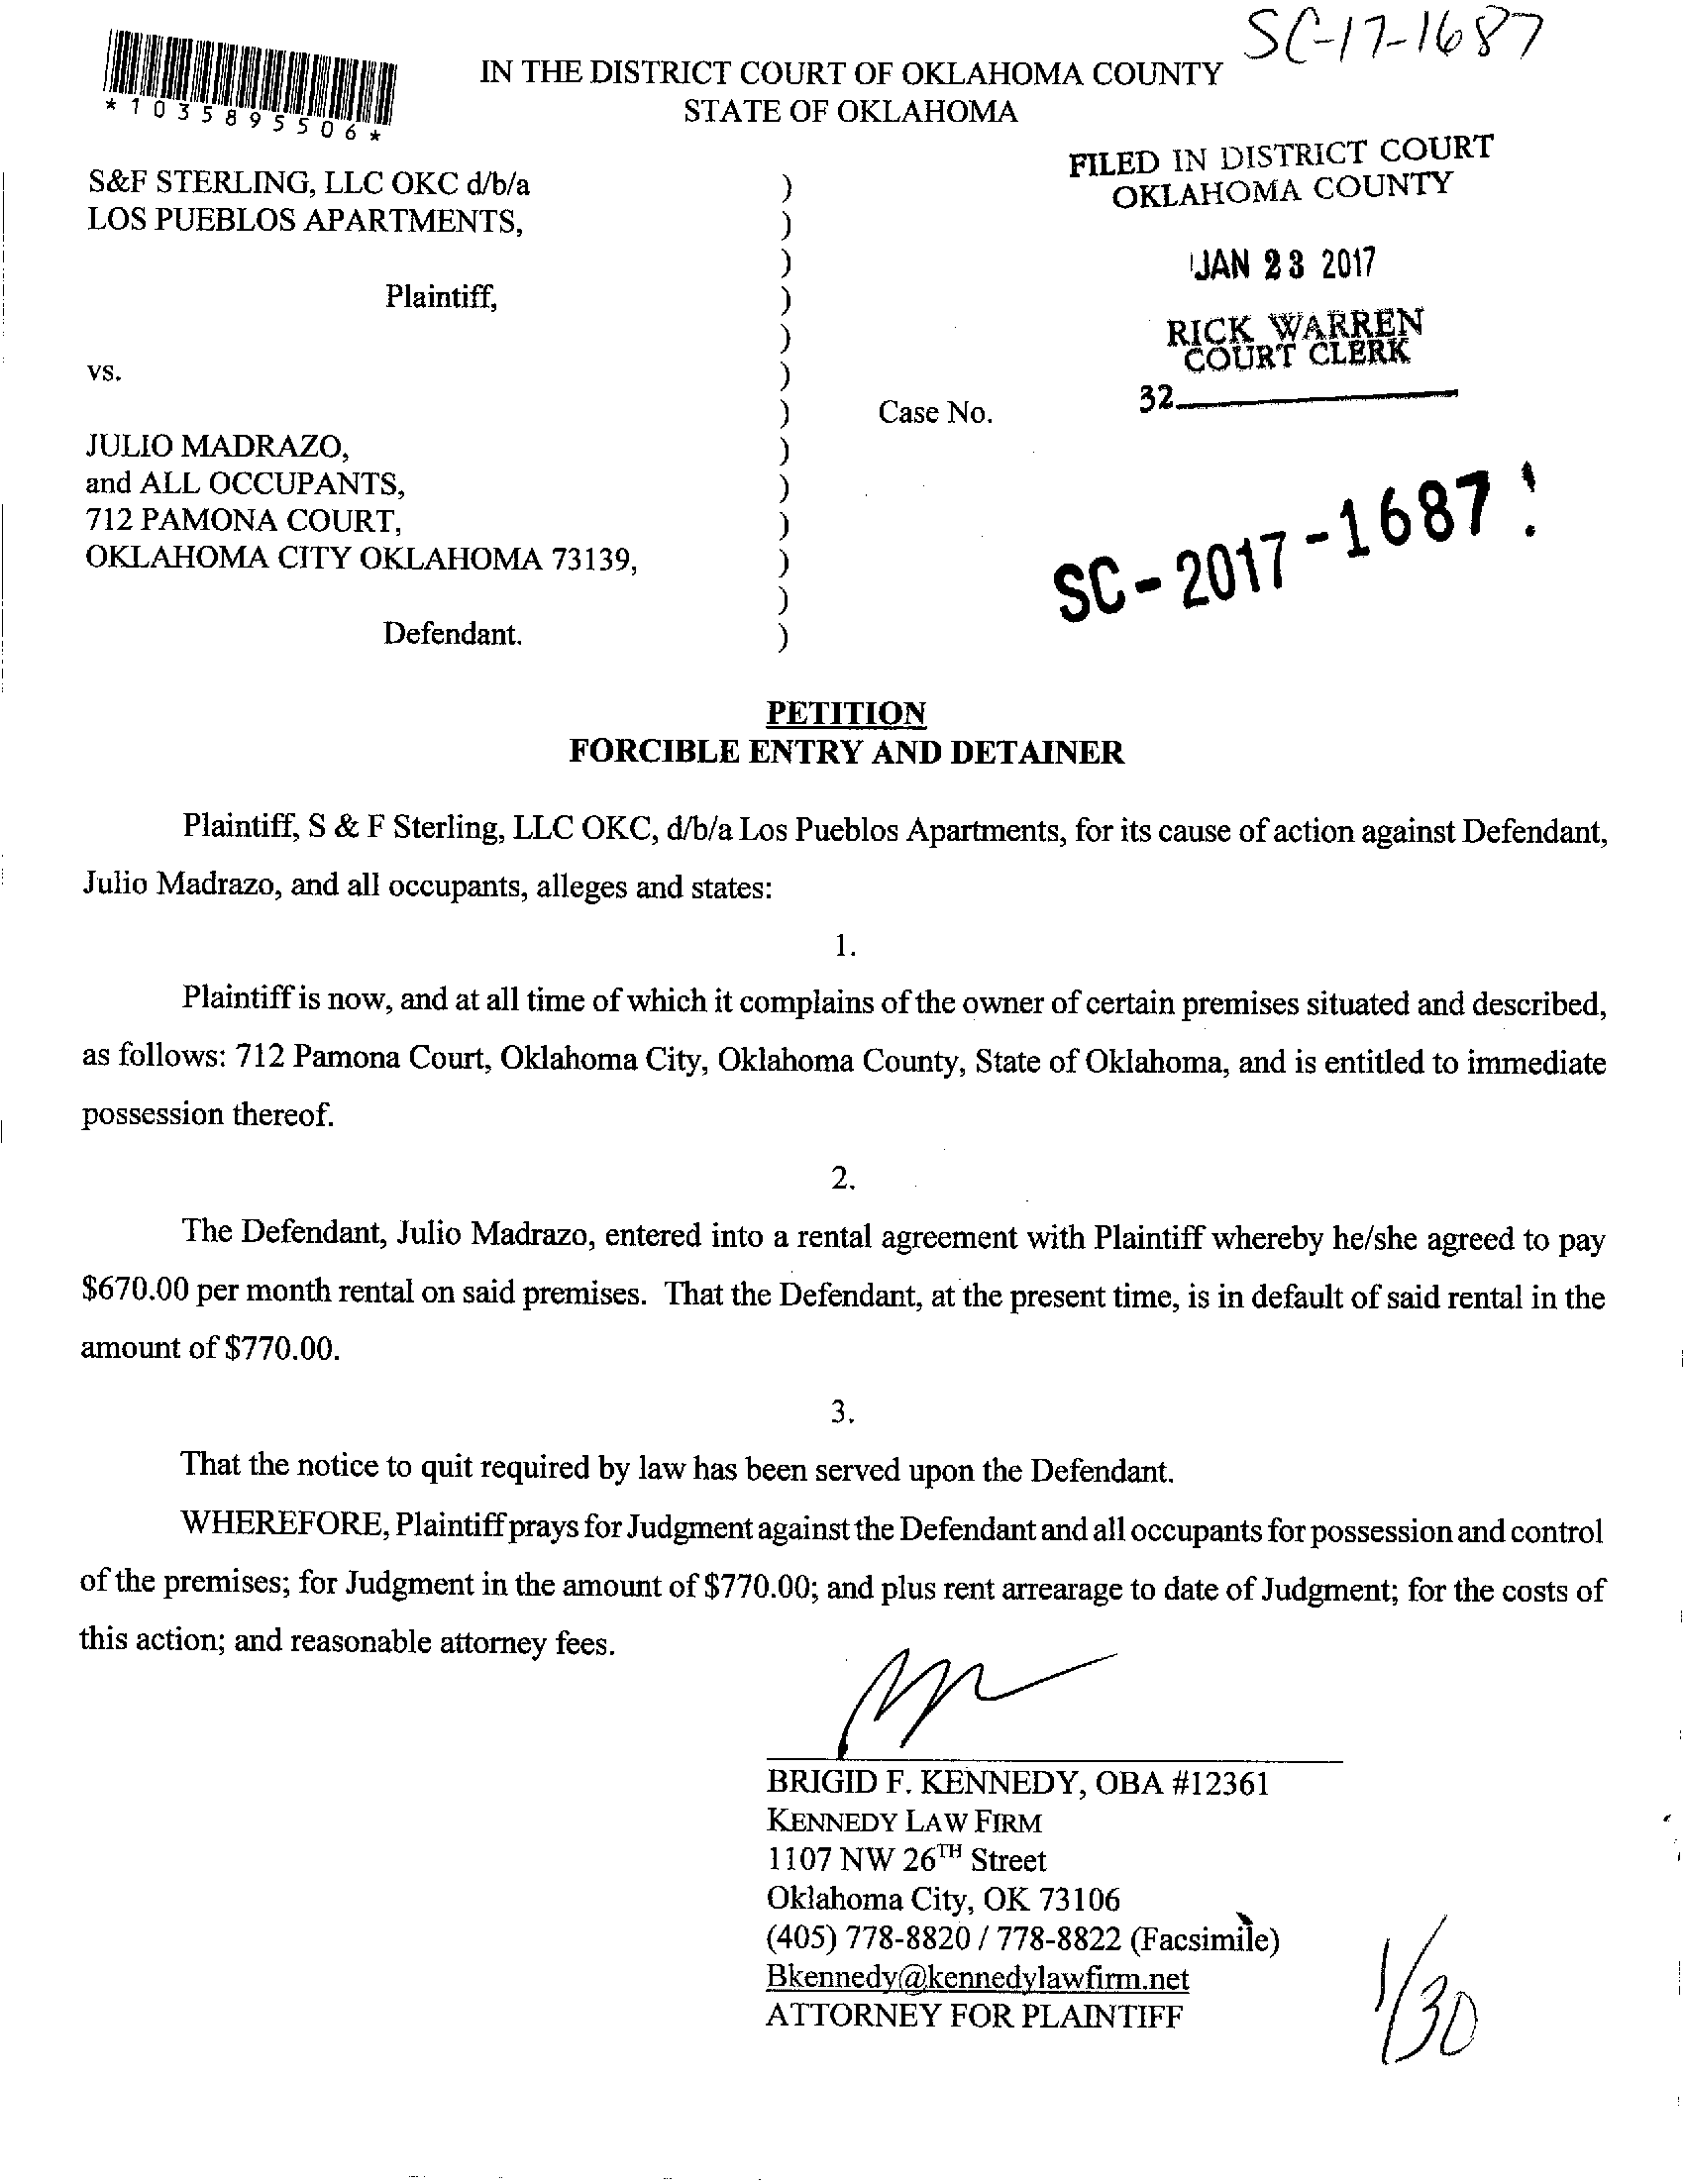 SC-17-1687
*1035895506*
IN THE DISTRICT COURT OF OKLAHOMA COUNTY
STATE OF OKLAHOMA
FILED IN DISTRICT COURT
OKLAHOMA COUNTY
JAN 23 2017
RICK WARREN
COURT CLERK
32
S&F STERLING, LLC OKC d/b/a )
LOS PUEBLOS APARTMENTS, )
)
Plaintiff, )
)
vs. )
) Case No.
JULIO MADRAZO, )
and ALL OCCUPANTS, )
712 PAMONA COURT, )
OKLAHOMA CITY OKLAHOMA 73139, )
)
Defendant. )
SC-2017-1687
PETITION
FORCIBLE ENTRY AND DETAINER
Plaintiff, S & F Sterling, LLC OKC, d/b/a Los Pueblos Apartments, for its cause of action against Defendant,
Julio Madrazo, and all occupants, alleges and states:
1.
Plaintiff is now, and at all time of which it complains of the owner of certain premises situated and described,
as follows: 712 Pamona Court, Oklahoma City, Oklahoma County, State of Oklahoma, and is entitled to immediate
possession thereof.
2.
The Defendant, Julio Madrazo, entered into a rental agreement with Plaintiff whereby he/she agreed to pay
$670.00 per month rental on said premises. That the Defendant, at the present time, is in default of said rental in the
amount of $770.00.
3.
That the notice to quit required by law has been served upon the Defendant.
WHEREFORE, Plaintiff prays for Judgment against the Defendant and all occupants for possession and control
of the premises; for Judgment in the amount of $770.00; and plus rent arrearage to date of Judgment; for the costs of
this action; and reasonable attorney fees.
BRIGID F. KENNEDY, OBA #12361
KENNEDY LAW FIRM
1107 NW 26TH Street
Oklahoma City, OK 73106
(405) 778-8820 / 778-8822 (Facsimile)
Bkennedy@kennedylawfirm.net
ATTORNEY FOR PLAINTIFF
1/30